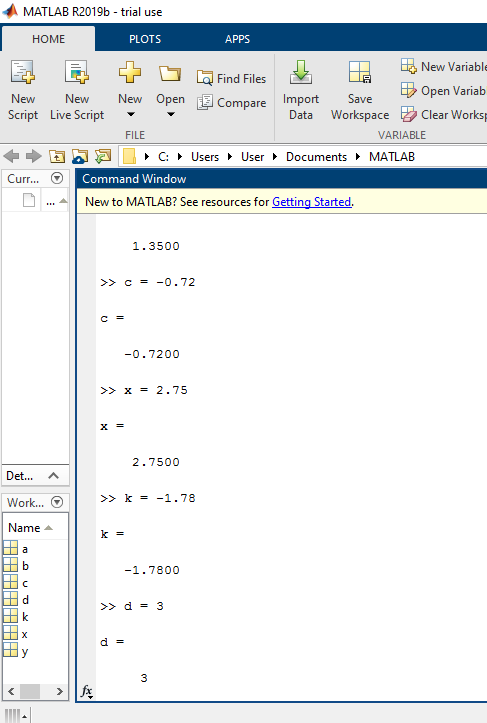 MATLAB R2019b - trial use
HOME PLOTS APPS
New Script
New Live Script
New
Open
Find Files
Compare
Import Data
Save Workspace
New Variable
Open Variab
Clear Worksp
FILE VARIABLE
C: Users User Documents MATLAB
Curr...
...
Command Window
New to MATLAB? See resources for Getting Started.
1.3500
>> c = -0.72
c =
-0.7200
>> x = 2.75
x =
2.7500
>> k = -1.78
k =
-1.7800
>> d = 3
d =
3
fx
Det...
Work...
Name
a
b
c
d
k
x
y